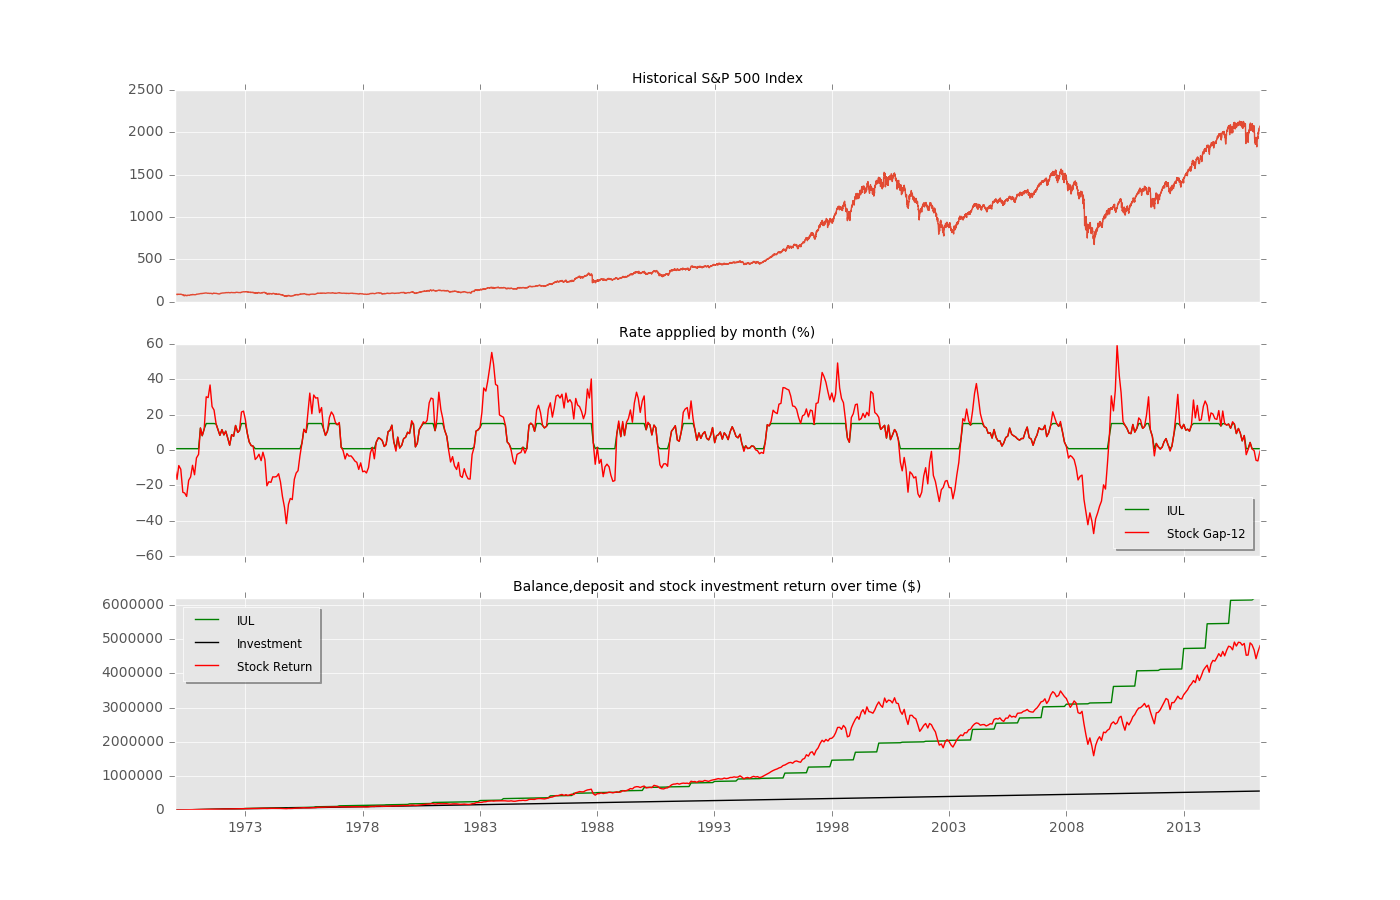 Historical S&P 500 Index
2500
2000
1500
1000
500
0
Rate appplied by month (%)
60
40
20
0
−20
−40
−60
IUL
Stock Gap-12
Balance,deposit and stock investment return over time ($)
6000000
5000000
4000000
3000000
2000000
1000000
0
IUL
Investment
Stock Return
1973 1978 1983 1988 1993 1998 2003 2008 2013